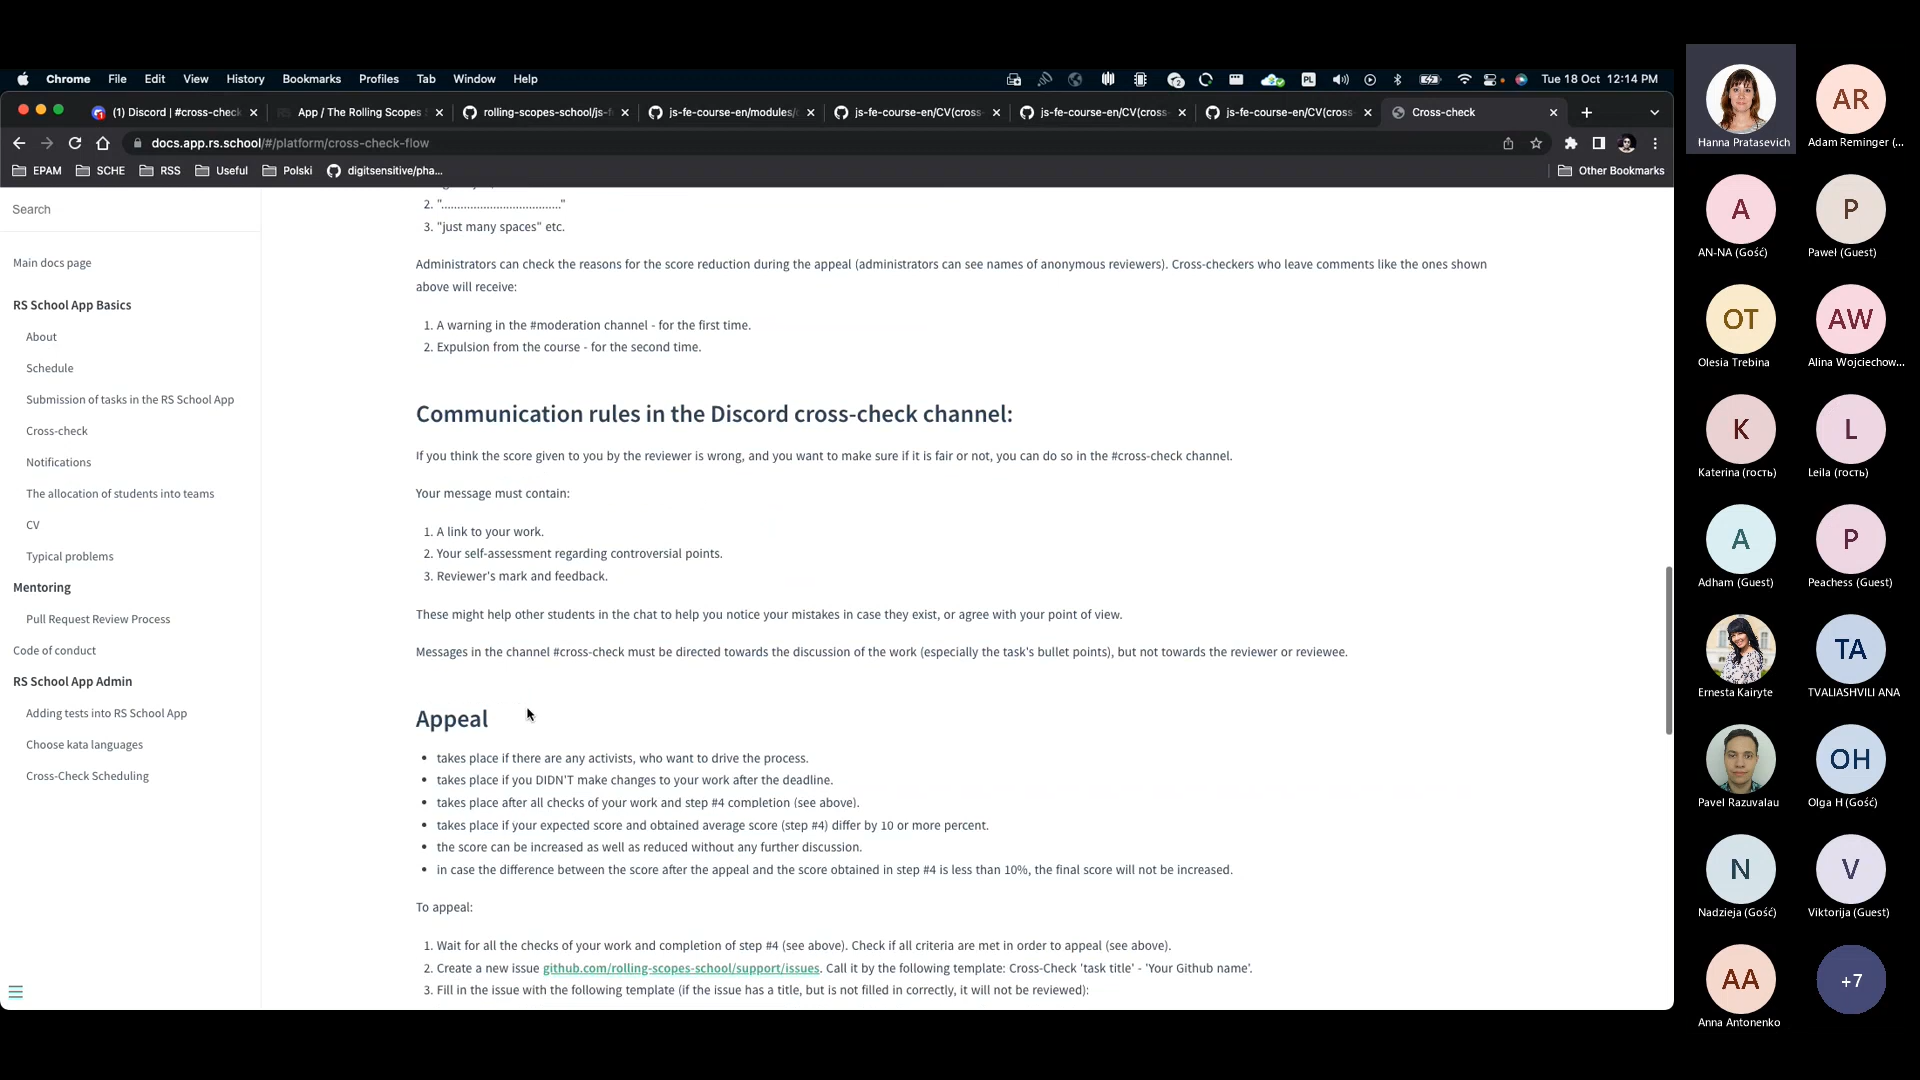 Chrome File Edit View History Bookmarks Profiles Tab Window Help
PL
Tue 18 Oct 12:14 PM
(1) Discord | #cross-check
App / The Rolling Scopes
rolling-scopes-school/js-f
js-fe-course-en/modules/
js-fe-course-en/CV(cross-
js-fe-course-en/CV(cross-
js-fe-course-en/CV(cross-
Cross-check
docs.app.rs.school/#/platform/cross-check-flow
EPAM
SCHE
RSS
Useful
Polski
digitsensitive/pha...
Other Bookmarks
Search
Main docs page
RS School App Basics
About
Schedule
Submission of tasks in the RS School App
Cross-check
Notifications
The allocation of students into teams
CV
Typical problems
Mentoring
Pull Request Review Process
Code of conduct
RS School App Admin
Adding tests into RS School App
Choose kata languages
Cross-Check Scheduling
2. "....................................."
3. "just many spaces" etc.
Administrators can check the reasons for the score reduction during the appeal (administrators can see names of anonymous reviewers). Cross-checkers who leave comments like the ones shown
above will receive:
1. A warning in the #moderation channel - for the first time.
2. Expulsion from the course - for the second time.
Communication rules in the Discord cross-check channel:
If you think the score given to you by the reviewer is wrong, and you want to make sure if it is fair or not, you can do so in the #cross-check channel.
Your message must contain:
1. A link to your work.
2. Your self-assessment regarding controversial points.
3. Reviewer's mark and feedback.
These might help other students in the chat to help you notice your mistakes in case they exist, or agree with your point of view.
Messages in the channel #cross-check must be directed towards the discussion of the work (especially the task's bullet points), but not towards the reviewer or reviewee.
Appeal
• takes place if there are any activists, who want to drive the process.
• takes place if you DIDN'T make changes to your work after the deadline.
• takes place after all checks of your work and step #4 completion (see above).
• takes place if your expected score and obtained average score (step #4) differ by 10 or more percent.
• the score can be increased as well as reduced without any further discussion.
• in case the difference between the score after the appeal and the score obtained in step #4 is less than 10%, the final score will not be increased.
To appeal:
1. Wait for all the checks of your work and completion of step #4 (see above). Check if all criteria are met in order to appeal (see above).
2. Create a new issue github.com/rolling-scopes-school/support/issues. Call it by the following template: Cross-Check 'task title' - 'Your Github name'.
3. Fill in the issue with the following template (if the issue has a title, but is not filled in correctly, it will not be reviewed):
Hanna Pratasevich
AR
Adam Reminger (...
A
AN-NA (Gość)
P
Paweł (Guest)
OT
Olesia Trebina
AW
Alina Wojciechow...
K
Katerina (гость)
L
Leila (гость)
A
Adham (Guest)
P
Peachess (Guest)
Ernesta Kairyte
TA
TVALIASHVILI ANA
Pavel Razuvalau
OH
Olga H (Gość)
N
Nadzieja (Gość)
V
Viktorija (Guest)
AA
Anna Antonenko
+7